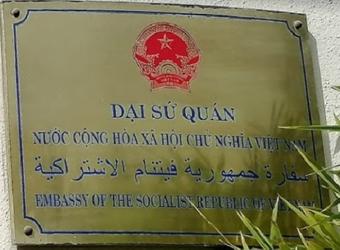 ĐẠI SỨ QUÁN
NƯỚC CỘNG HÒA XÃ HỘI CHỦ NGHĨA VIỆT NAM
سفارة جمهورية فيتنام الاشتراكية
EMBASSY OF THE SOCIALIST REPUBLIC OF VIETNAM